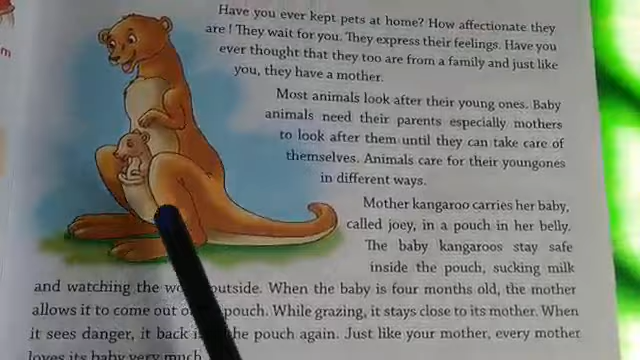 m
Have you ever kept pets at home? How affectionate they
are ! They wait for you. They express their feelings. Have you
ever thought that they too are from a family and just like
you, they have a mother.
Most animals look after their young ones. Baby
animals need their parents especially mothers
to look after them until they can take care of
themselves. Animals care for their youngones
in different ways.
Mother kangaroo carries her baby,
called joey, in a pouch in her belly.
The baby kangaroos stay safe
inside the pouch, sucking milk
and watching the outside. When the baby is four months old, the mother
allows it to come out pouch. While grazing, it stays close to its mother. When
it sees danger, it back the pouch again. Just like your mother, every mother
loves its baby very much